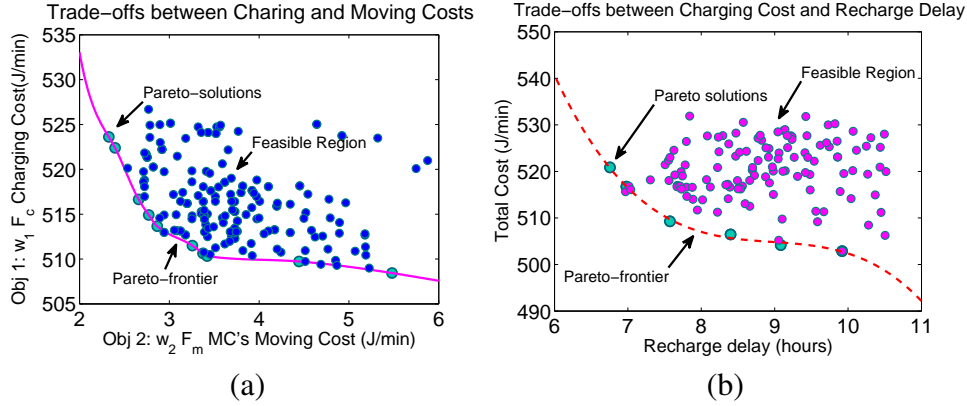 Trade-offs between Charing and Moving Costs
535
530
525
520
515
510
505
2
3
4
5
6
Obj 1: w1 Fc Charging Cost(J/min)
Obj 2: w2 Fm MC's Moving Cost (J/min)
Pareto-solutions
Feasible Region
Pareto-frontier
(a)
Trade-offs between Charging Cost and Recharge Delay
550
540
530
520
510
500
490
6
7
8
9
10
11
Total Cost (J/min)
Recharge delay (hours)
Feasible Region
Pareto solutions
Pareto-frontier
(b)